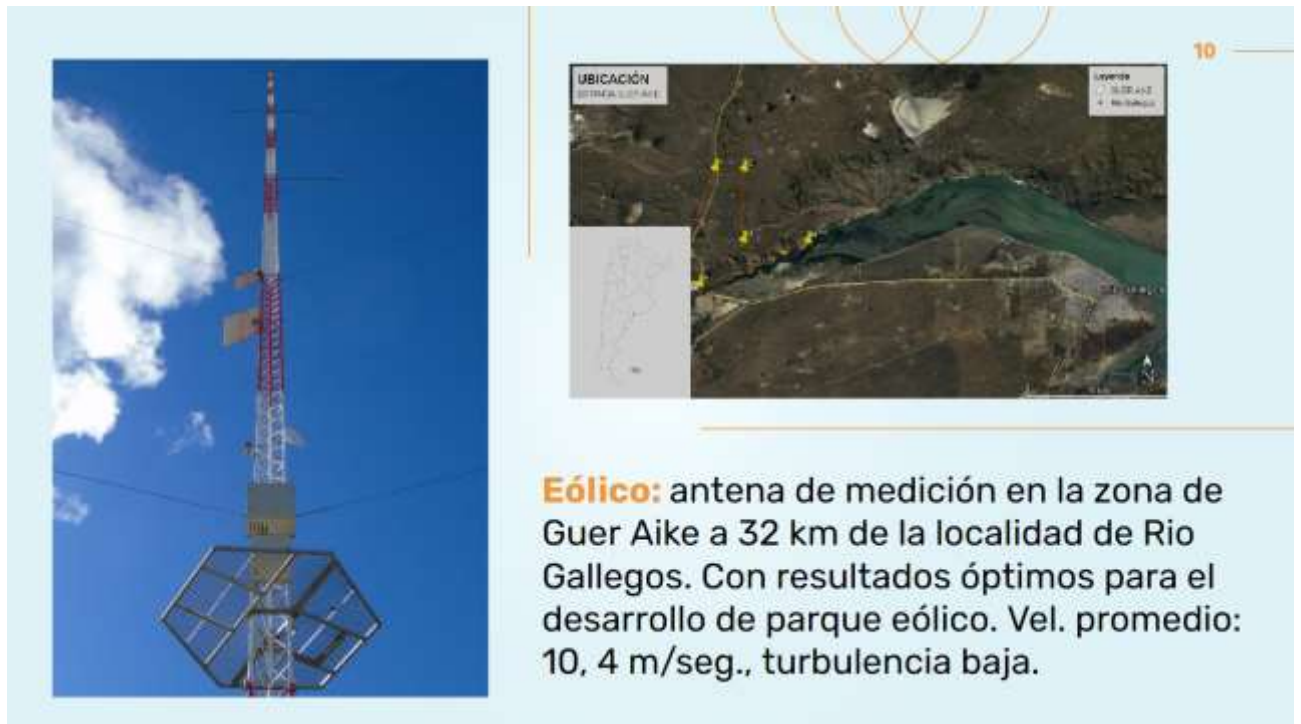 10
UBICACIÓN
Leyenda
Eólico: antena de medición en la zona de
Guer Aike a 32 km de la localidad de Rio
Gallegos. Con resultados óptimos para el
desarrollo de parque eólico. Vel. promedio:
10, 4 m/seg., turbulencia baja.